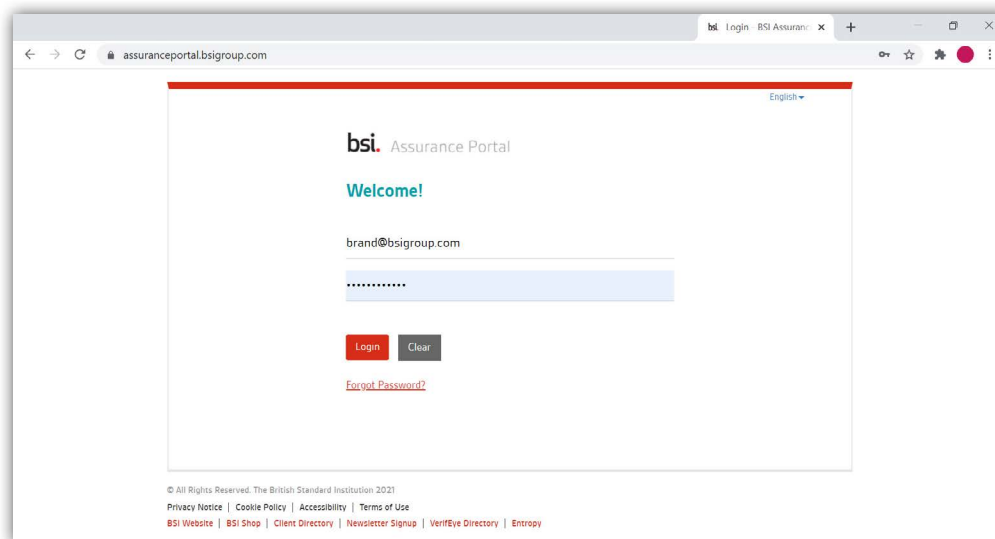 bsi. Login - BSI Assuranc
assuranceportal.bsigroup.com
English
bsi. Assurance Portal
Welcome!
brand@bsigroup.com
••••••••••••
Login Clear
Forgot Password?
© All Rights Reserved. The British Standard Institution 2021
Privacy Notice | Cookie Policy | Accessibility | Terms of Use
BSI Website | BSI Shop | Client Directory | Newsletter Signup | VerifEye Directory | Entropy